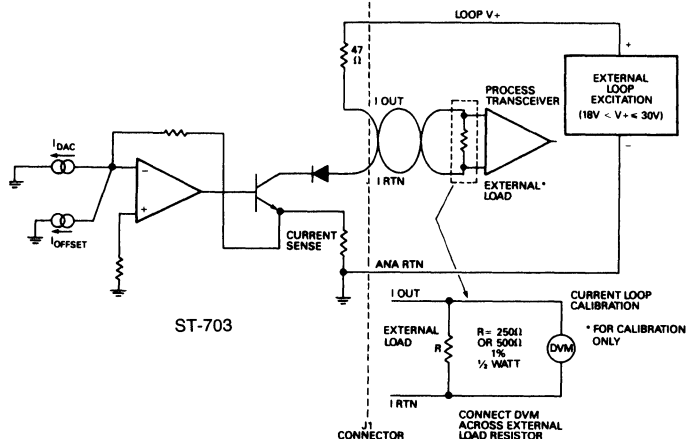 LOOP V+
47
Ω
+
EXTERNAL
LOOP
EXCITATION
(18V < V+ ≤ 30V)
−
I OUT
PROCESS
TRANSCEIVER
I RTN
EXTERNAL*
LOAD
IDAC
IOFFSET
−
+
CURRENT
SENSE
ANA RTN
ST-703
I OUT
CURRENT LOOP
CALIBRATION
EXTERNAL
LOAD
R
R= 250Ω
OR 500Ω
1%
½ WATT
DVM
* FOR CALIBRATION
ONLY
I RTN
J1
CONNECTOR
CONNECT DVM
ACROSS EXTERNAL
LOAD RESISTOR